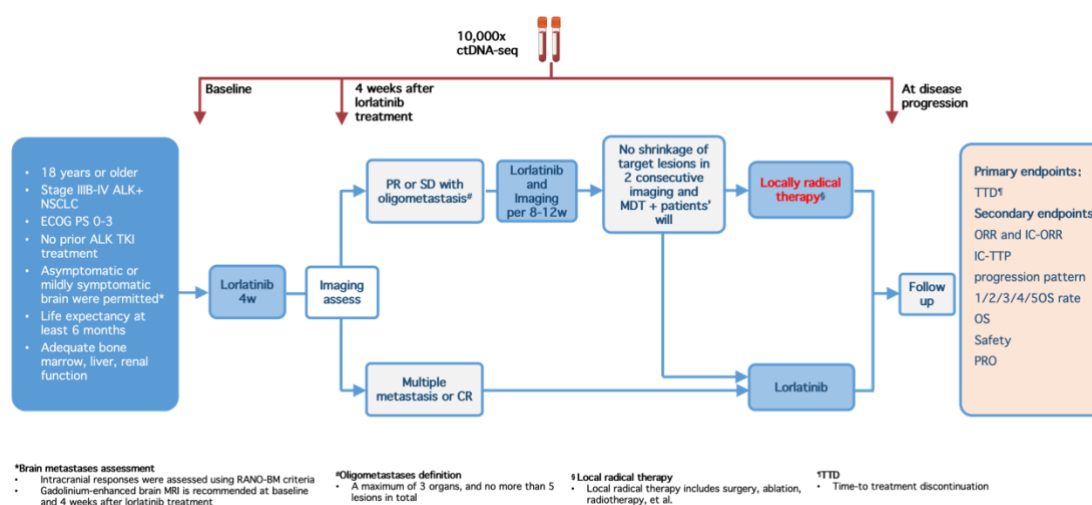 10,000x
ctDNA-seq
Baseline
4 weeks after
lorlatinib
treatment
At disease
progression
• 18 years or older
• Stage IIIB-IV ALK+
NSCLC
• ECOG PS 0-3
• No prior ALK TKI
treatment
• Asymptomatic or
mildly symptomatic
brain were permitted*
• Life expectancy at
least 6 months
• Adequate bone
marrow, liver, renal
function
Lorlatinib
4w
Imaging
assess
PR or SD with
oligometastasis#
Lorlatinib
and
Imaging
per 8-12w
No shrinkage of
target lesions in
2 consecutive
imaging and
MDT + patients'
will
Locally radical
therapy§
Multiple
metastasis or CR
Lorlatinib
Follow
up
Primary endpoints:
TTD¶
Secondary endpoints
ORR and IC-ORR
IC-TTP
progression pattern
1/2/3/4/5OS rate
OS
Safety
PRO
*Brain metastases assessment
• Intracranial responses were assessed using RANO-BM criteria
• Gadolinium-enhanced brain MRI is recommended at baseline
and 4 weeks after lorlatinib treatment
#Oligometastases definition
• A maximum of 3 organs, and no more than 5
lesions in total
§ Local radical therapy
• Local radical therapy includes surgery, ablation,
radiotherapy, et al.
¶TTD
• Time-to treatment discontinuation